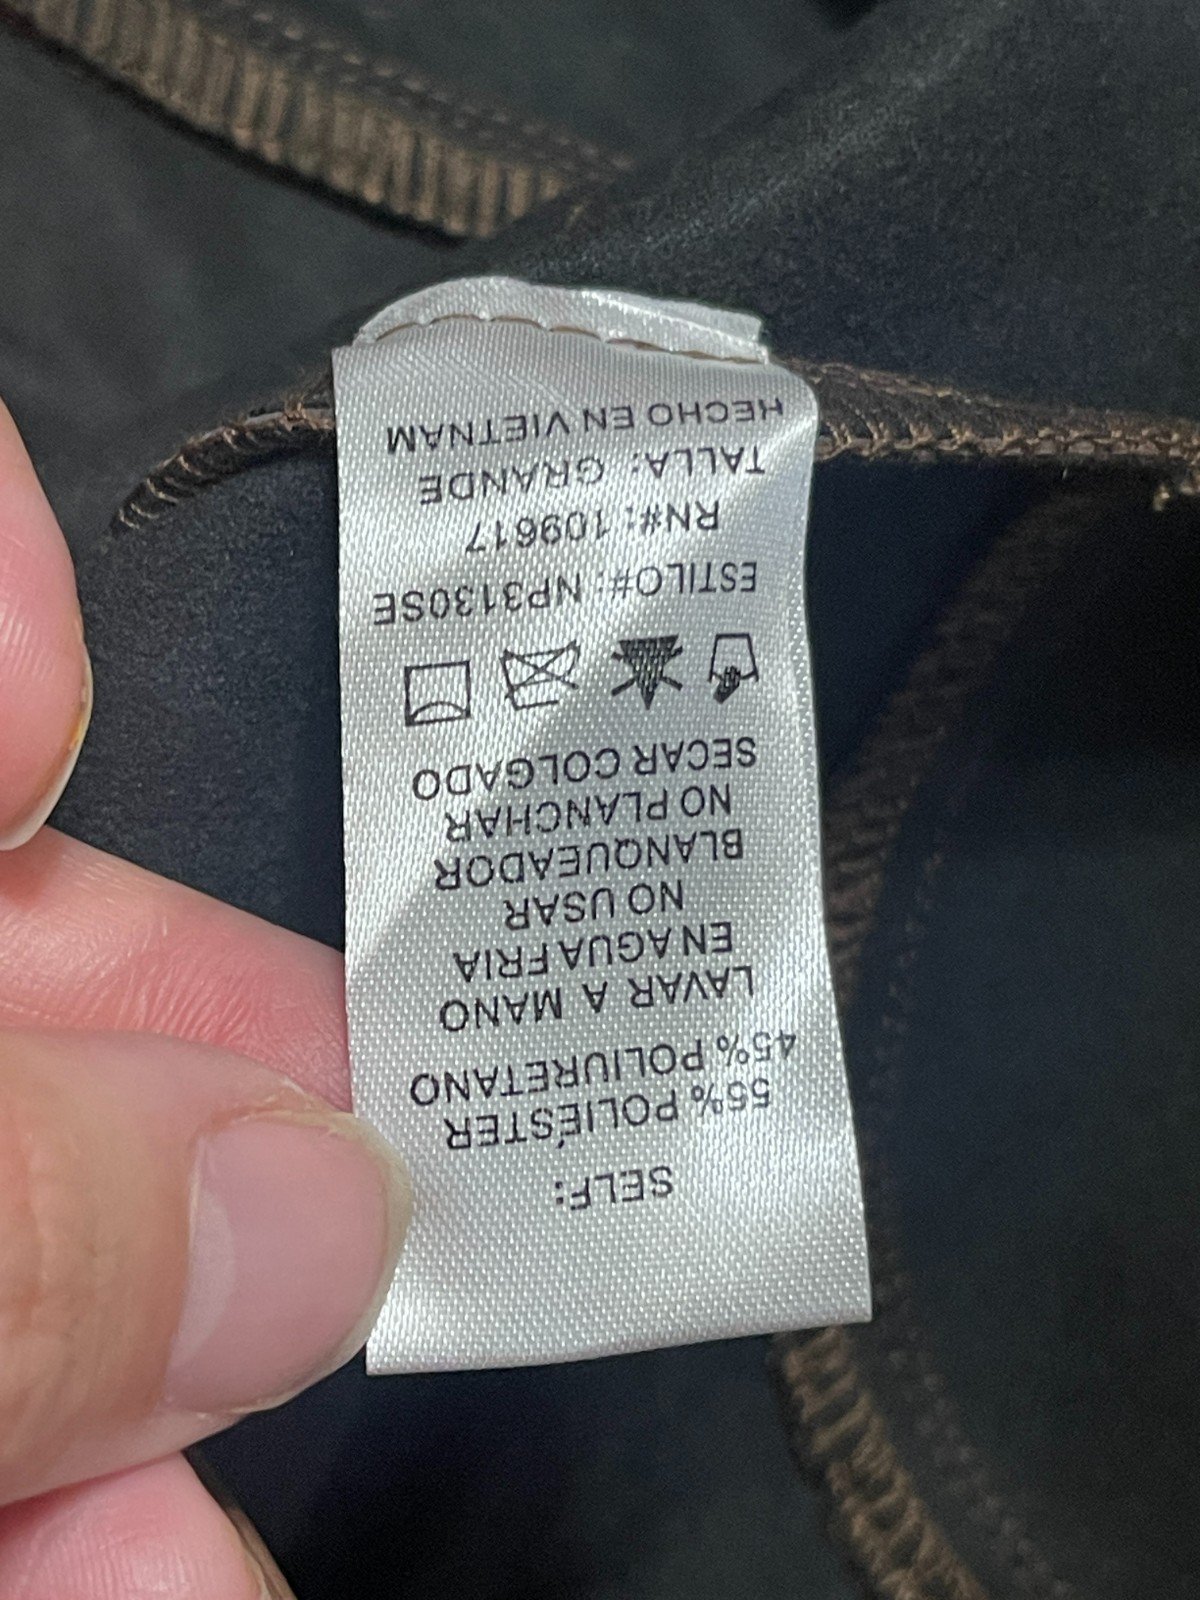 SELF:
55% POLIÉSTER
45% POLIURETANO
LAVAR A MANO
EN AGUA FRIA
NO USAR
BLANQUEADOR
NO PLANCHAR
SECAR COLGADO
ESTILO#: NP3130SE
RN#: 109617
TALLA: GRANDE
HECHO EN VIETNAM